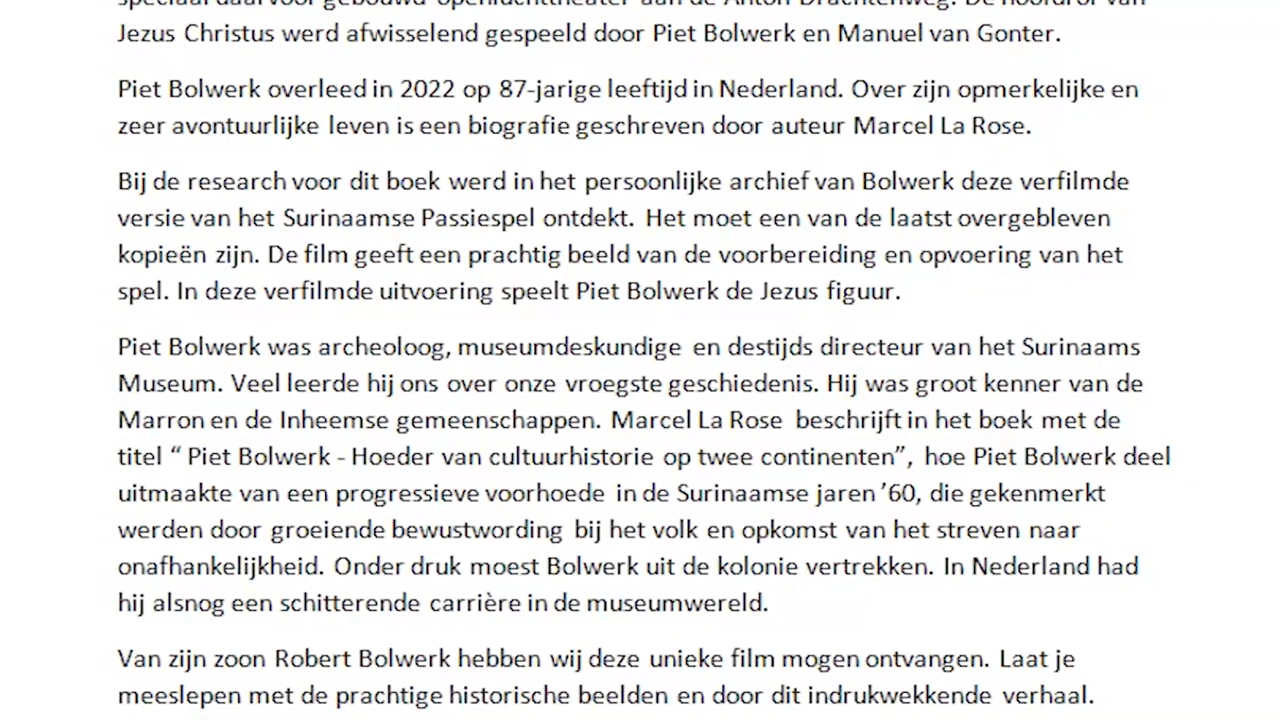 speciaal daarvoor gebouwd openluchttheater aan de Anton Drachtenweg. De hoofdrol van
Jezus Christus werd afwisselend gespeeld door Piet Bolwerk en Manuel van Gonter.
Piet Bolwerk overleed in 2022 op 87-jarige leeftijd in Nederland. Over zijn opmerkelijke en
zeer avontuurlijke leven is een biografie geschreven door auteur Marcel La Rose.
Bij de research voor dit boek werd in het persoonlijke archief van Bolwerk deze verfilmde
versie van het Surinaamse Passiespel ontdekt. Het moet een van de laatst overgebleven
kopieën zijn. De film geeft een prachtig beeld van de voorbereiding en opvoering van het
spel. In deze verfilmde uitvoering speelt Piet Bolwerk de Jezus figuur.
Piet Bolwerk was archeoloog, museumdeskundige en destijds directeur van het Surinaams
Museum. Veel leerde hij ons over onze vroegste geschiedenis. Hij was groot kenner van de
Marron en de Inheemse gemeenschappen. Marcel La Rose beschrijft in het boek met de
titel “ Piet Bolwerk - Hoeder van cultuurhistorie op twee continenten”, hoe Piet Bolwerk deel
uitmaakte van een progressieve voorhoede in de Surinaamse jaren ’60, die gekenmerkt
werden door groeiende bewustwording bij het volk en opkomst van het streven naar
onafhankelijkheid. Onder druk moest Bolwerk uit de kolonie vertrekken. In Nederland had
hij alsnog een schitterende carrière in de museumwereld.
Van zijn zoon Robert Bolwerk hebben wij deze unieke film mogen ontvangen. Laat je
meeslepen met de prachtige historische beelden en door dit indrukwekkende verhaal.